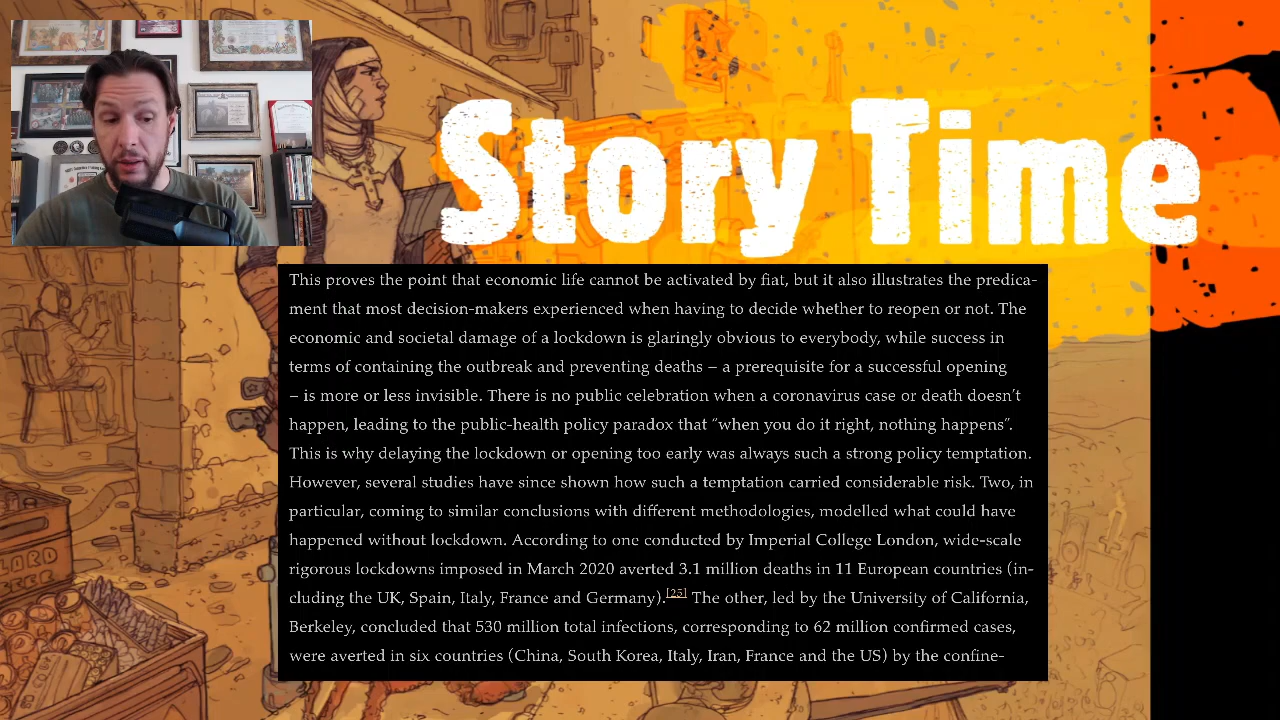 Story Time
This proves the point that economic life cannot be activated by fiat, but it also illustrates the predica-
ment that most decision-makers experienced when having to decide whether to reopen or not. The
economic and societal damage of a lockdown is glaringly obvious to everybody, while success in
terms of containing the outbreak and preventing deaths – a prerequisite for a successful opening
– is more or less invisible. There is no public celebration when a coronavirus case or death doesn't
happen, leading to the public-health policy paradox that “when you do it right, nothing happens”.
This is why delaying the lockdown or opening too early was always such a strong policy temptation.
However, several studies have since shown how such a temptation carried considerable risk. Two, in
particular, coming to similar conclusions with different methodologies, modelled what could have
happened without lockdown. According to one conducted by Imperial College London, wide-scale
rigorous lockdowns imposed in March 2020 averted 3.1 million deaths in 11 European countries (in-
cluding the UK, Spain, Italy, France and Germany).[25] The other, led by the University of California,
Berkeley, concluded that 530 million total infections, corresponding to 62 million confirmed cases,
were averted in six countries (China, South Korea, Italy, Iran, France and the US) by the confine-